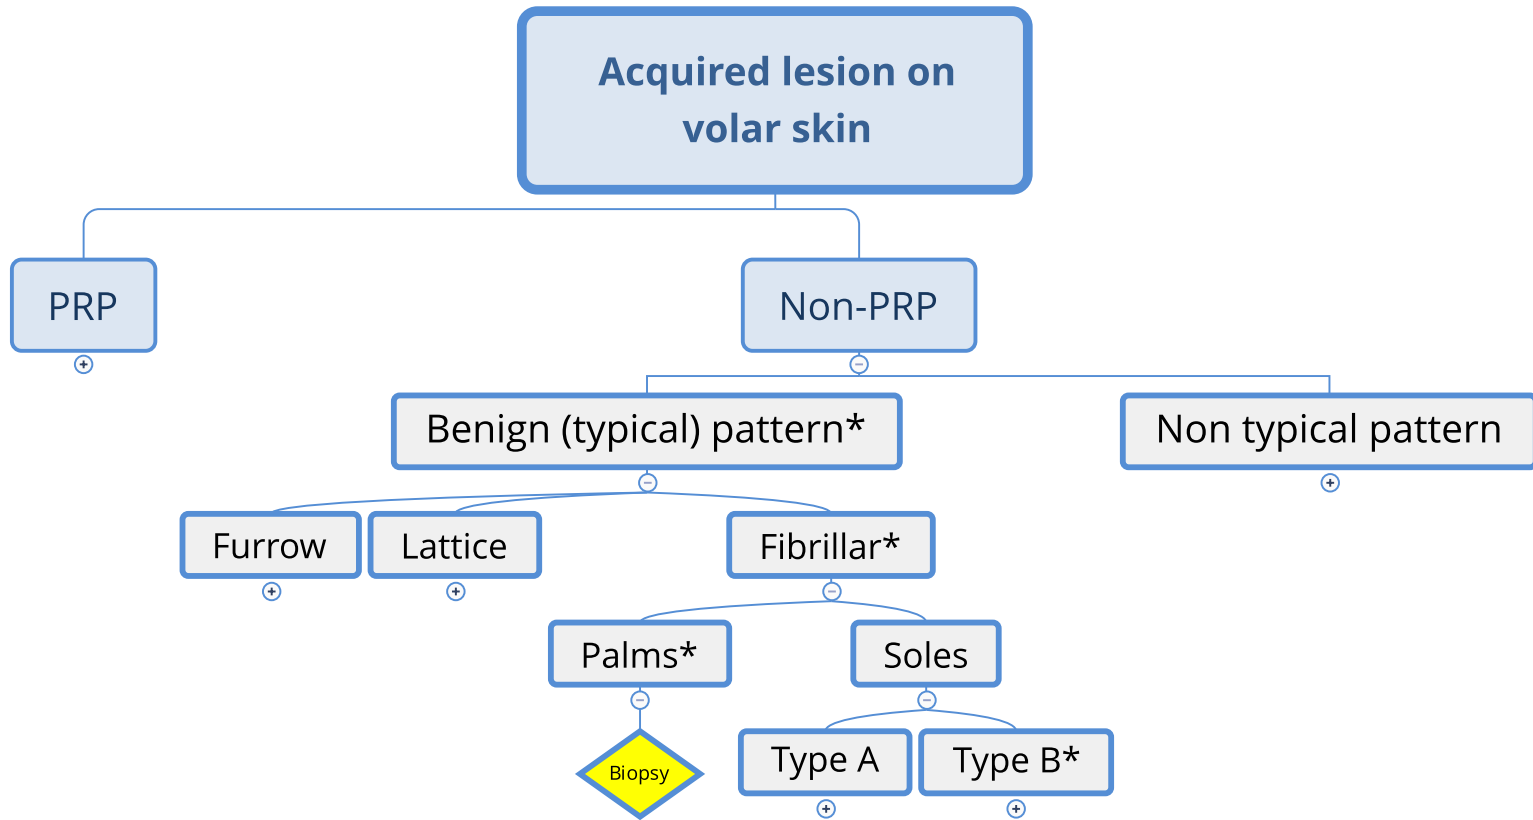 Acquired lesion on
volar skin
PRP
Non-PRP
Benign (typical) pattern*
Non typical pattern
Furrow
Lattice
Fibrillar*
Palms*
Soles
Biopsy
Type A
Type B*